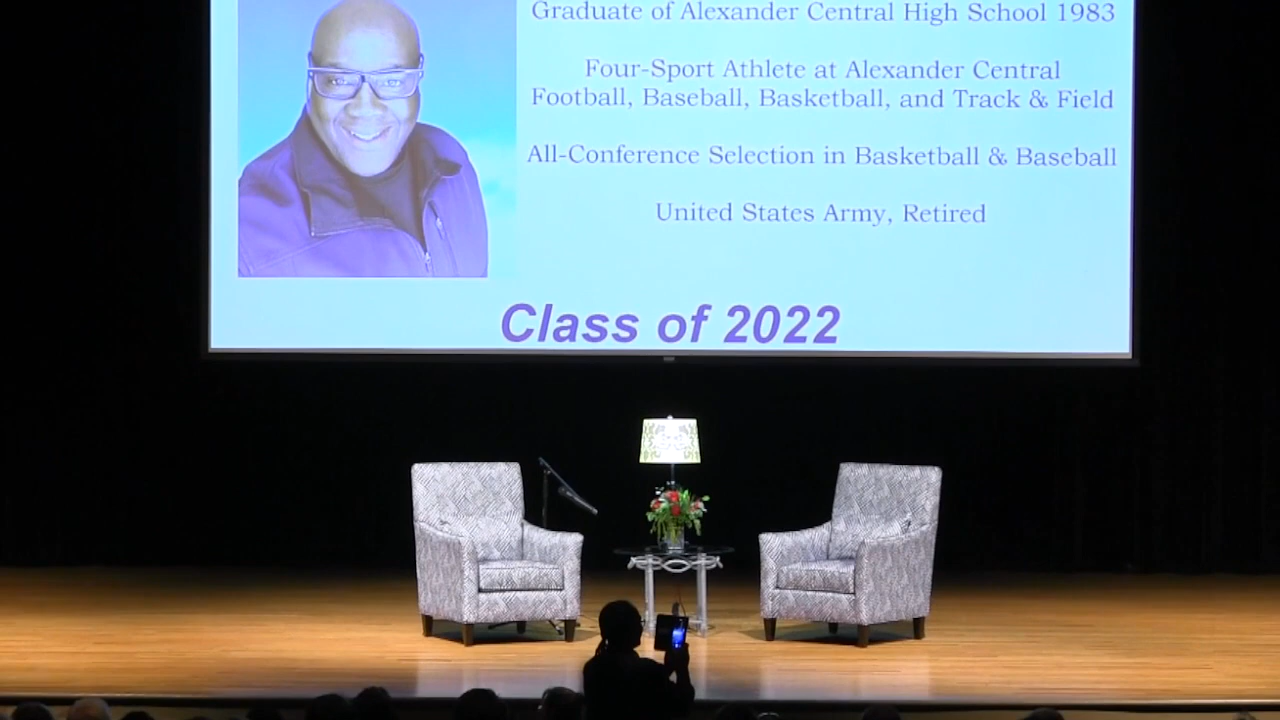 Graduate of Alexander Central High School 1983
Four-Sport Athlete at Alexander Central
Football, Baseball, Basketball, and Track & Field
All-Conference Selection in Basketball & Baseball
United States Army, Retired
Class of 2022